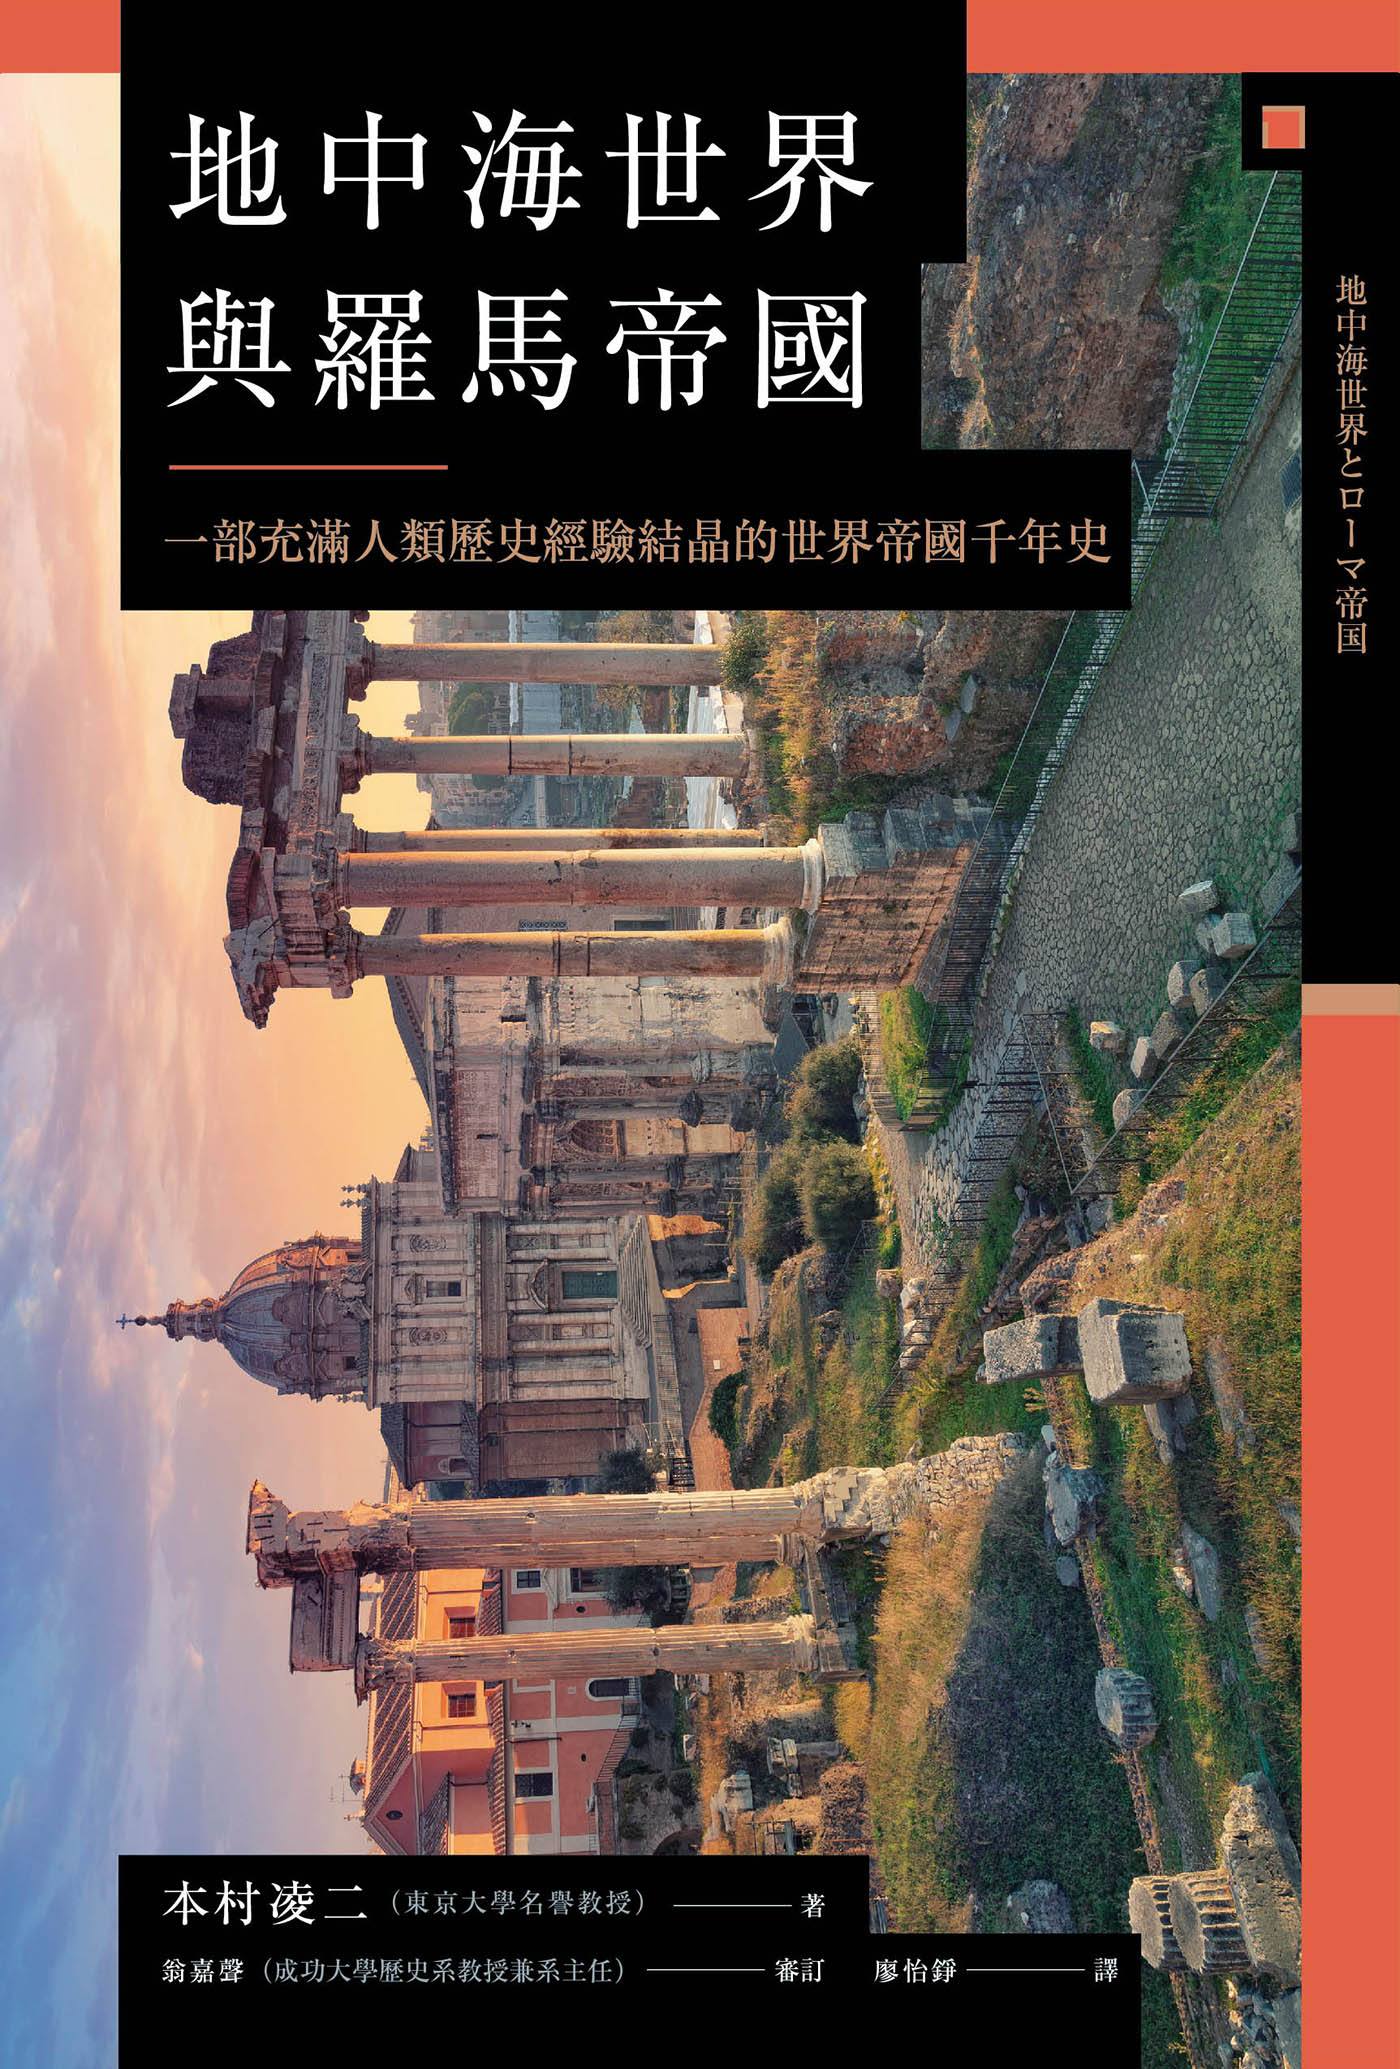 地中海世界
與羅馬帝國
一部充滿人類歷史經驗結晶的世界帝國千年史
地中海世界とローマ帝国
本村凌二（東京大學名譽教授）——著
翁嘉聲（成功大學歷史系教授兼系主任）——審訂　廖怡錚——譯